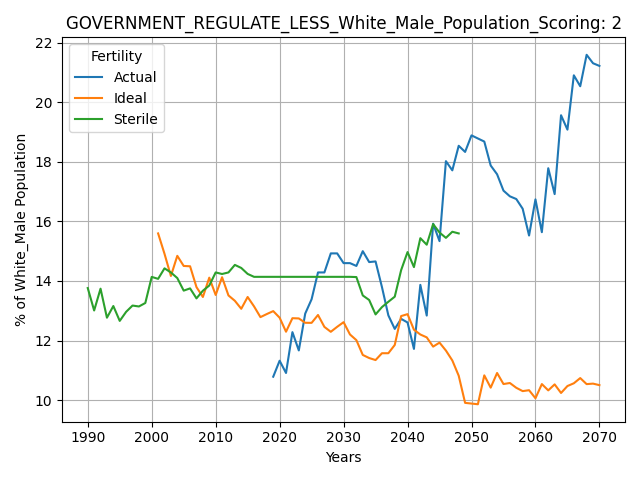 GOVERNMENT_REGULATE_LESS_White_Male_Population_Scoring: 2
Fertility
Actual
Ideal
Sterile
% of White_Male Population
22
20
18
16
14
12
10
1990 2000 2010 2020 2030 2040 2050 2060 2070
Years